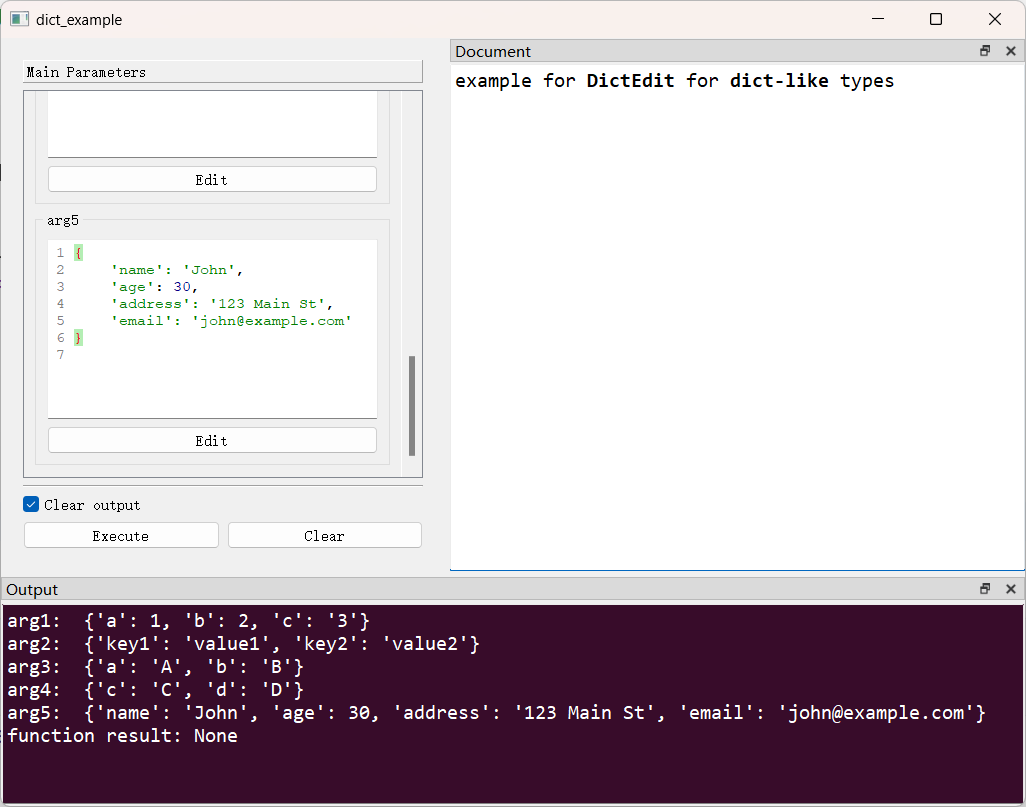 dict_example
Main Parameters
Edit
arg5
1 {
2     'name': 'John',
3     'age': 30,
4     'address': '123 Main St',
5     'email': 'john@example.com'
6 }
7
Edit
Clear output
Execute Clear
Document
example for DictEdit for dict-like types
Output
arg1:  {'a': 1, 'b': 2, 'c': '3'}
arg2:  {'key1': 'value1', 'key2': 'value2'}
arg3:  {'a': 'A', 'b': 'B'}
arg4:  {'c': 'C', 'd': 'D'}
arg5:  {'name': 'John', 'age': 30, 'address': '123 Main St', 'email': 'john@example.com'}
function result: None